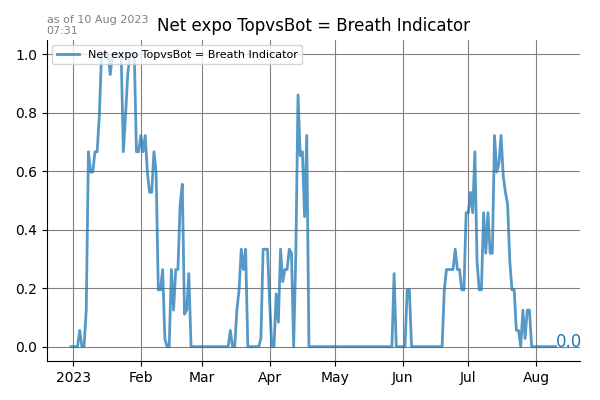 as of 10 Aug 2023
07:31
Net expo TopvsBot = Breath Indicator
Net expo TopvsBot = Breath Indicator
1.0
0.8
0.6
0.4
0.2
0.0
0.0
2023 Feb Mar Apr May Jun Jul Aug